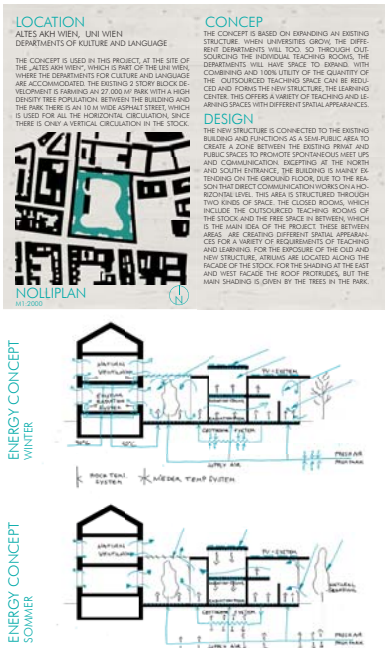 LOCATION
ALTES AKH WIEN, UNI WIEN
DEPARTMENTS OF KULTURE AND LANGUAGE
THE CONCEPT IS USED IN THIS PROJECT, AT THE SITE OF
THE „ALTES AKH WIEN", WHICH IS PART OF THE UNI WIEN,
WHERE THE DEPARTMENTS FOR CULTURE AND LANGUAGE
ARE ACCOMMODATED. THE EXISTING 2 STORY BLOCK DE-
VELOPMENT IS FARMING AN 27.000 M² PARK WITH A HIGH
DENSITY TREE POPULATION. BETWEEN THE BUILDING AND
THE PARK THERE IS AN 10 M WIDE ASPHALT STREET, WHICH
IS USED FOR ALL THE HORIZONTAL CIRCULATION, SINCE
THERE IS ONLY A VERTICAL CIRCULATION IN THE STOCK.
NOLLIPLAN
M1:2000
N
CONCEP
THE CONCEPT IS BASED ON EXPANDING AN EXISTING
STRUCTURE. WHEN UNIVERSITIES GROW, THE DIFFE-
RENT DEPARTMENTS WILL TOO. SO THROUGH OUT-
SOURCING THE INDIVIDUAL TEACHING ROOMS, THE
DEPARTMENTS WILL HAVE SPACE TO EXPAND. WITH
COMBINING AND 100% UTILITY OF THE QUANTITY OF
THE OUTSOURCED TEACHING SPACE CAN BE REDU-
CED AND FORMS THE NEW STRUCTURE, THE LEARNING
CENTER. THIS OFFERS A VARIETY OF TEACHING AND LE-
ARNING SPACES WITH DIFFERENT SPATIAL APPEARANCES.
DESIGN
THE NEW STRUCTURE IS CONNECTED TO THE EXISTING
BUILDING AND FUNCTIONS AS A SEMI-PUBLIC AREA TO
CREATE A ZONE BETWEEN THE EXISTING PRIVAT AND
PUBLIC SPACES TO PROMOTE SPONTANEOUS MEET UPS
AND COMMUNICATION. EXCEPTING AT THE NORTH
AND SOUTH ENTRANCE, THE BUILDING IS MAINLY EX-
TENDING ON THE GROUND FLOOR, DUE TO THE REA-
SON THAT DIRECT COMMUNICATION WORKS ON A HO-
RIZONTAL LEVEL. THIS AREA IS STRUCTURED THROUGH
TWO KINDS OF SPACE. THE CLOSED ROOMS, WHICH
INCLUDE THE OUTSOURCED TEACHING ROOMS OF
THE STOCK AND THE FREE SPACE IN BETWEEN, WHICH
IS THE MAIN IDEA OF THE PROJECT. THESE BETWEEN
AREAS ARE CREATING DIFFERENT SPATIAL APPEARAN-
CES FOR A VARIETY OF REQUIREMENTS OF TEACHING
AND LEARNING. FOR THE EXPOSURE OF THE OLD AND
NEW STRUCTURE, ATRIUMS ARE LOCATED ALONG THE
FACADE OF THE STOCK. FOR THE SHADING AT THE EAST
AND WEST FACADE THE ROOF PROTRUDES, BUT THE
MAIN SHADING IS GIVEN BY THE TREES IN THE PARK.
ENERGY CONCEPT
WINTER
NATURAL
VENTILATION
PV-SYSTEM
GEOTHERM SYSTEM
SUPPLY AIR
FRESH AIR
FROM PARK
HOCH TEMP.
SYSTEM
NIEDER TEMP SYSTEM
ENERGY CONCEPT
SOMMER
NATURAL
VENTILATION
PV-SYSTEM
NATURAL
SHADING
GEOTHERM SYSTEM
SUPPLY AIR
FRESH AIR
FROM PARK